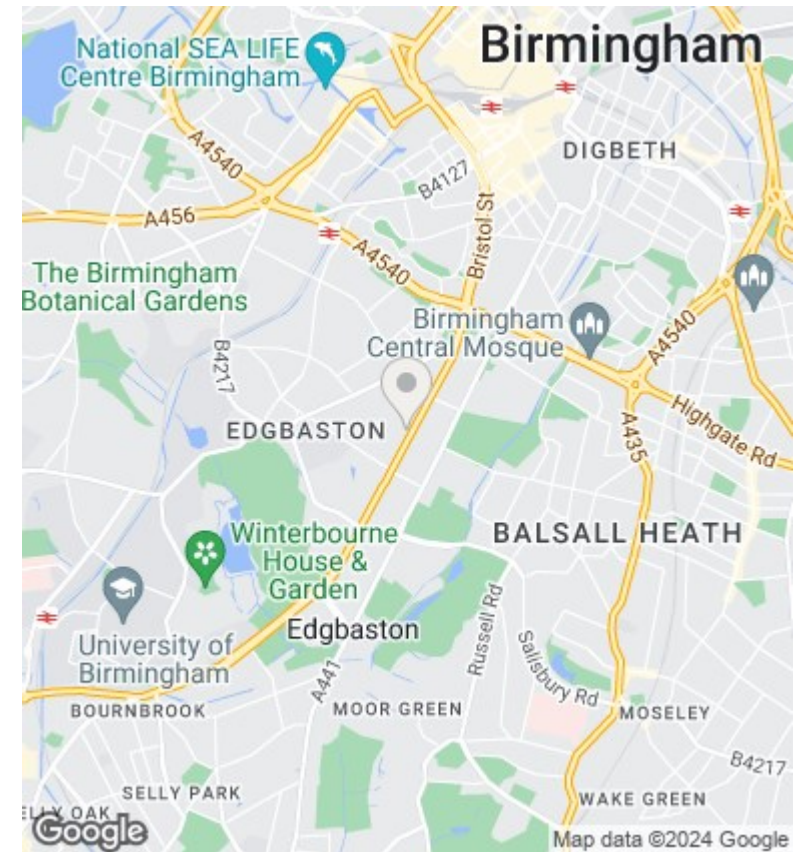 Birmingham
National SEA LIFE
Centre Birmingham
DIGBETH
A4540
B4127
A456
Bristol St
A4540
The Birmingham
Botanical Gardens
Birmingham
Central Mosque
A4540
B4217
Highgate Rd
A435
EDGBASTON
BALSALL HEATH
Winterbourne
House &
Garden
Edgbaston
Russell Rd
University of
Birmingham
Salisbury Rd
A441
BOURNBROOK
MOOR GREEN
MOSELEY
B4217
SELLY PARK
WAKE GREEN
ELLY OAK
Google
Map data ©2024 Google